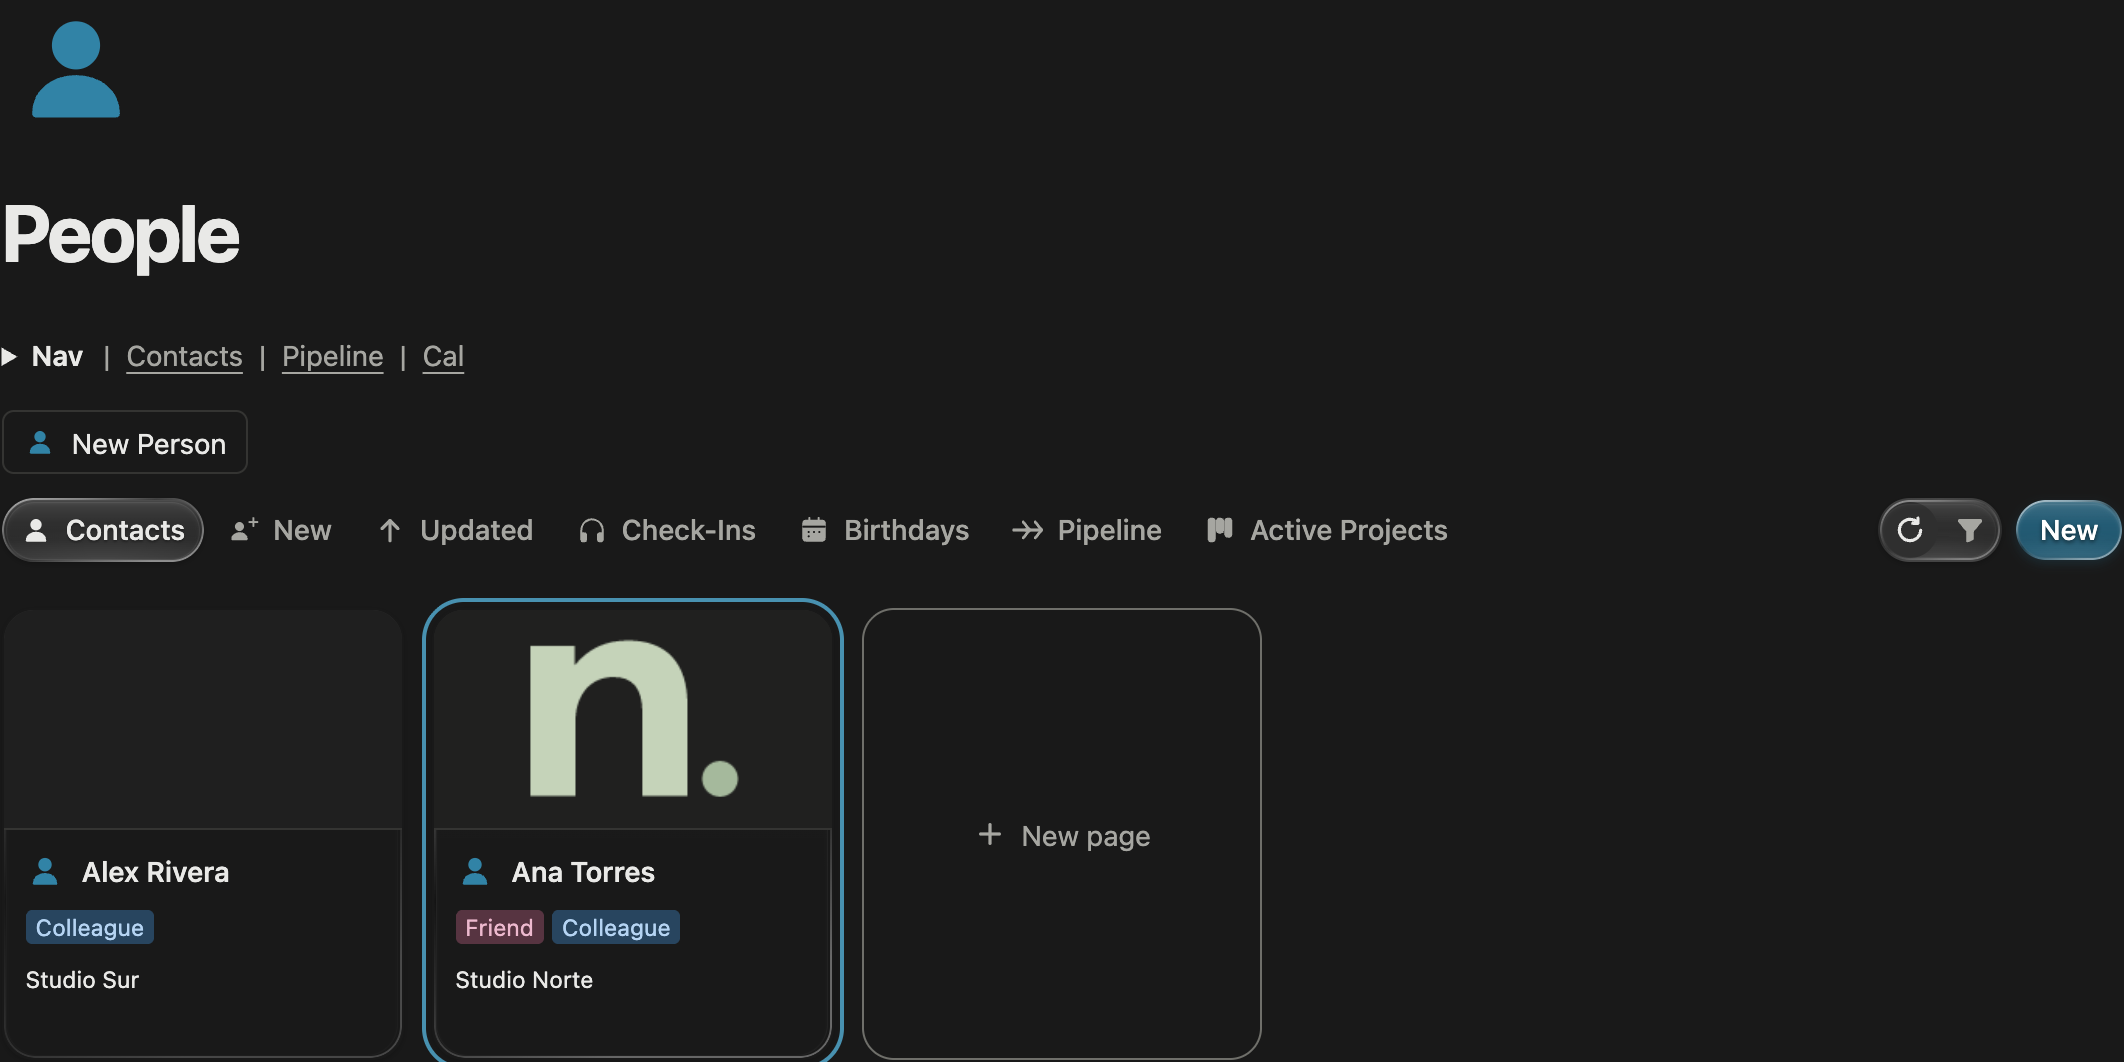 People
Nav | Contacts | Pipeline | Cal
New Person
Contacts New Updated Check-Ins Birthdays Pipeline Active Projects New
n.
Alex Rivera
Colleague
Studio Sur
Ana Torres
Friend Colleague
Studio Norte
+ New page